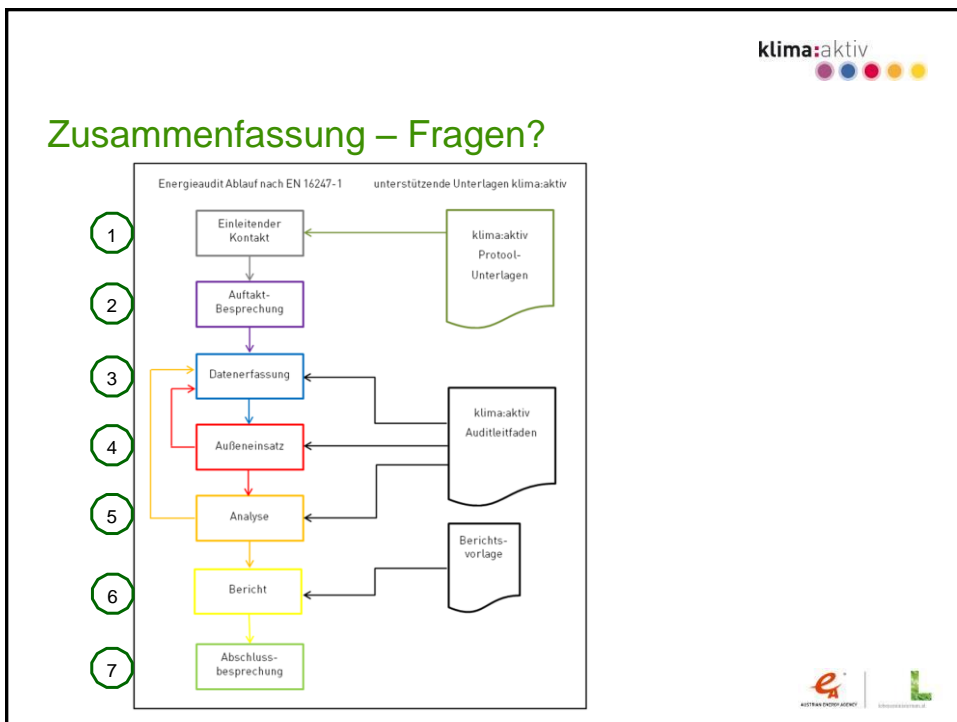 klima:aktiv
Zusammenfassung – Fragen?
Energieaudit Ablauf nach EN 16247-1
unterstützende Unterlagen klima:aktiv
1
Einleitender
Kontakt
klima:aktiv
Protool-
Unterlagen
2
Auftakt-
Besprechung
3
Datenerfassung
klima:aktiv
Auditleitfaden
4
Außeneinsatz
5
Analyse
Berichts-
vorlage
6
Bericht
7
Abschluss-
besprechung
AUSTRIAN ENERGY AGENCY